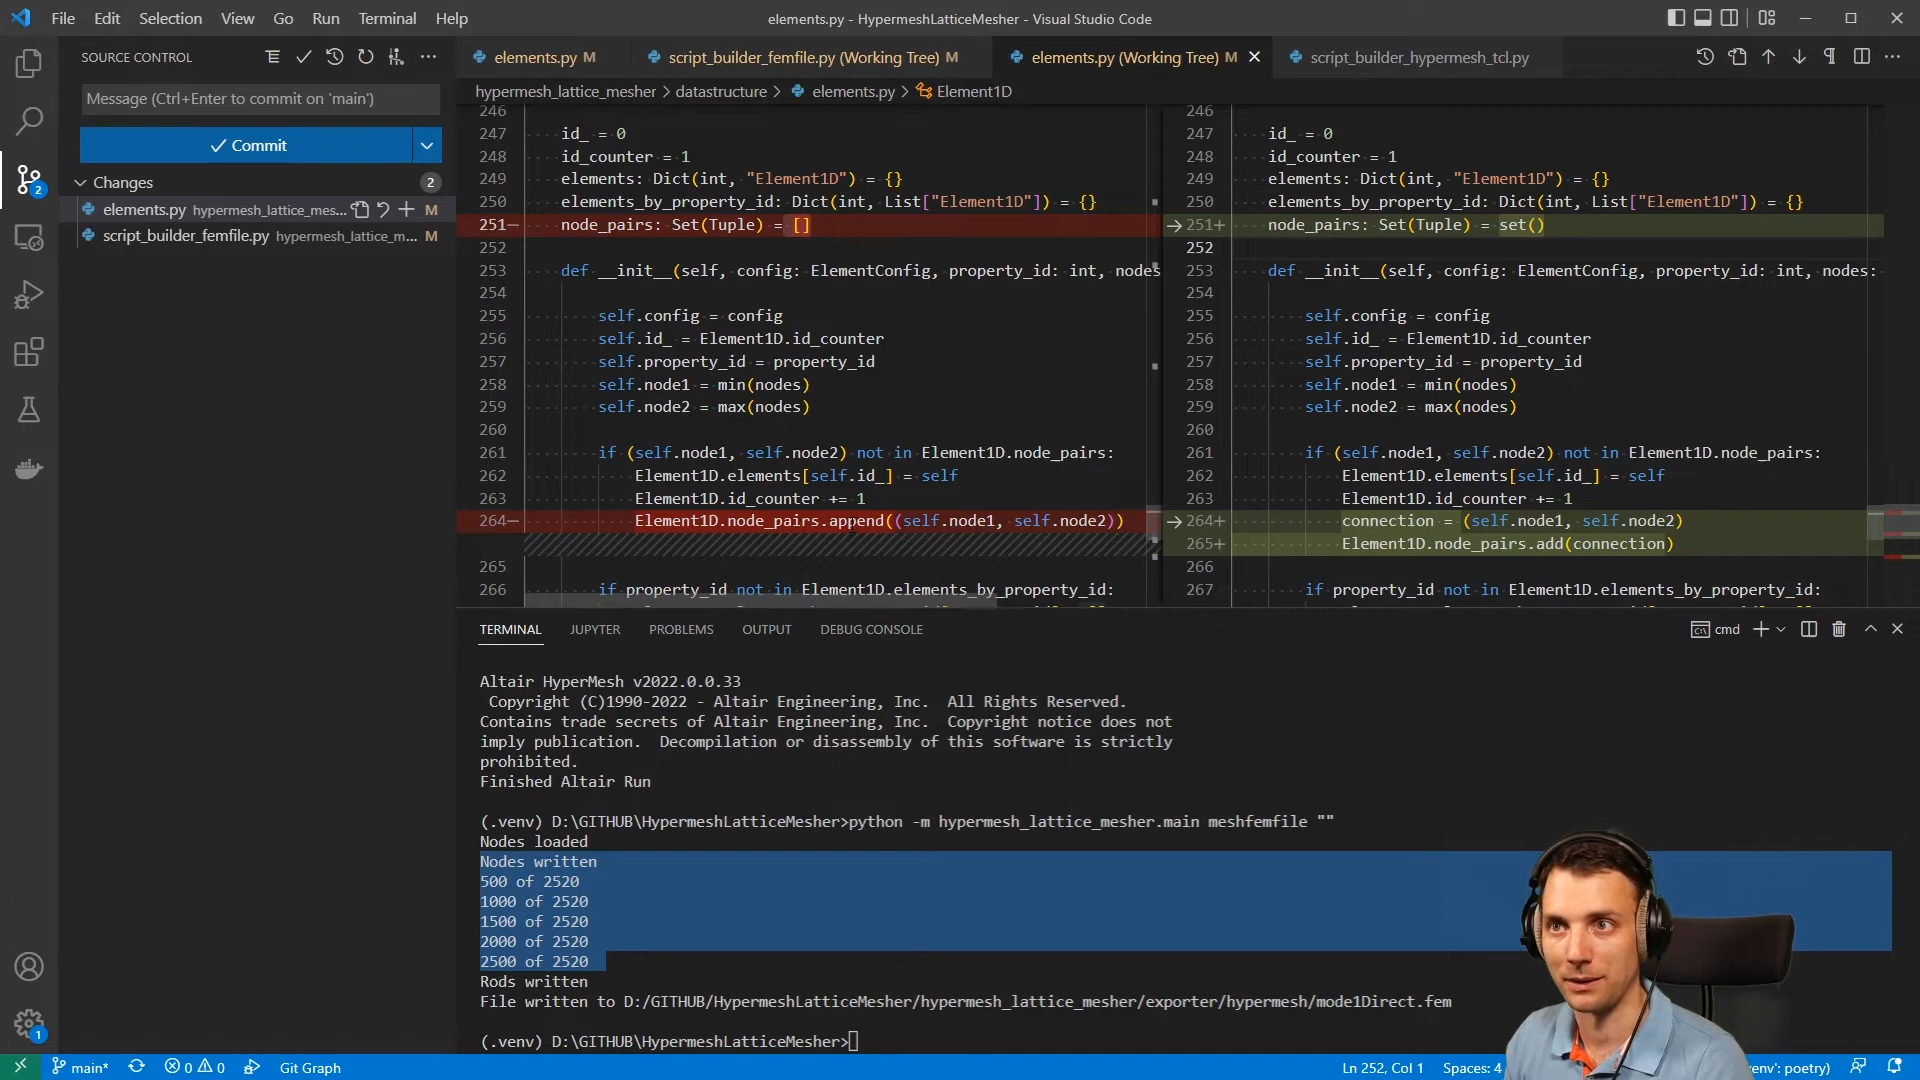 File Edit Selection View Go Run Terminal Help
elements.py - HypermeshLatticeMesher - Visual Studio Code
SOURCE CONTROL
elements.py M
script_builder_femfile.py (Working Tree) M
elements.py (Working Tree) M
script_builder_hypermesh_tcl.py
Message (Ctrl+Enter to commit on 'main')
hypermesh_lattice_mesher > datastructure > elements.py > Element1D
Commit
Changes 2
elements.py hypermesh_lattice_mes... M
script_builder_femfile.py hypermesh_lattice_m... M
2
246
247 id_ = 0
248 id_counter = 1
249 elements: Dict(int, "Element1D") = {}
250 elements_by_property_id: Dict(int, List["Element1D"]) = {}
251- node_pairs: Set(Tuple) = []
252
253 def __init__(self, config: ElementConfig, property_id: int, nodes
254
255 self.config = config
256 self.id_ = Element1D.id_counter
257 self.property_id = property_id
258 self.node1 = min(nodes)
259 self.node2 = max(nodes)
260
261 if (self.node1, self.node2) not in Element1D.node_pairs:
262 Element1D.elements[self.id_] = self
263 Element1D.id_counter += 1
264- Element1D.node_pairs.append((self.node1, self.node2))
265
266 if property_id not in Element1D.elements_by_property_id:
246
247 id_ = 0
248 id_counter = 1
249 elements: Dict(int, "Element1D") = {}
250 elements_by_property_id: Dict(int, List["Element1D"]) = {}
251+ node_pairs: Set(Tuple) = set()
252
253 def __init__(self, config: ElementConfig, property_id: int, nodes:
254
255 self.config = config
256 self.id_ = Element1D.id_counter
257 self.property_id = property_id
258 self.node1 = min(nodes)
259 self.node2 = max(nodes)
260
261 if (self.node1, self.node2) not in Element1D.node_pairs:
262 Element1D.elements[self.id_] = self
263 Element1D.id_counter += 1
264+ connection = (self.node1, self.node2)
265+ Element1D.node_pairs.add(connection)
266
267 if property_id not in Element1D.elements_by_property_id:
TERMINAL JUPYTER PROBLEMS OUTPUT DEBUG CONSOLE
cmd
Altair HyperMesh v2022.0.0.33
Copyright (C)1990-2022 - Altair Engineering, Inc. All Rights Reserved.
Contains trade secrets of Altair Engineering, Inc. Copyright notice does not
imply publication. Decompilation or disassembly of this software is strictly
prohibited.
Finished Altair Run
(.venv) D:\GITHUB\HypermeshLatticeMesher>python -m hypermesh_lattice_mesher.main meshfemfile ""
Nodes loaded
Nodes written
500 of 2520
1000 of 2520
1500 of 2520
2000 of 2520
2500 of 2520
Rods written
File written to D:/GITHUB/HypermeshLatticeMesher/hypermesh_lattice_mesher/exporter/hypermesh/mode1Direct.fem
(.venv) D:\GITHUB\HypermeshLatticeMesher>
1
main* 0 0 Git Graph
Ln 252, Col 1 Spaces: 4
venv': poetry)